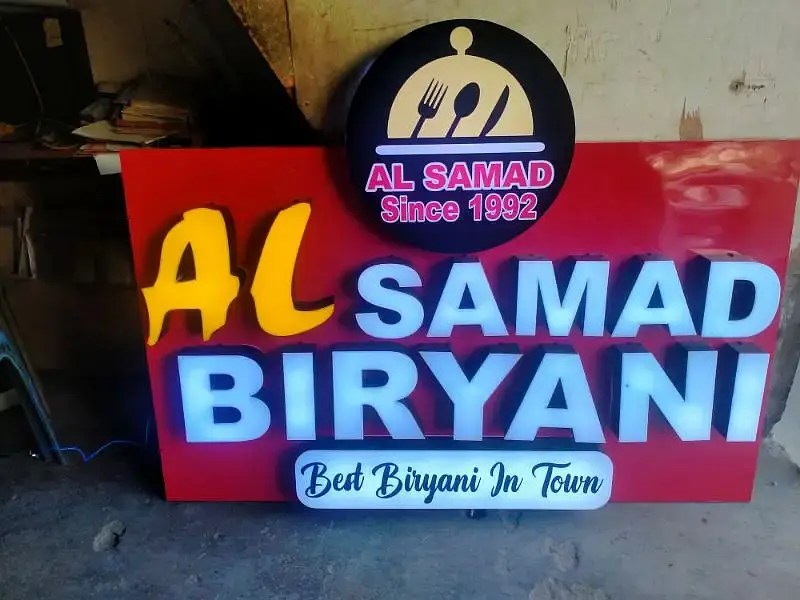 AL SAMAD
Since 1992
AL SAMAD
BIRYANI
Best Biryani In Town